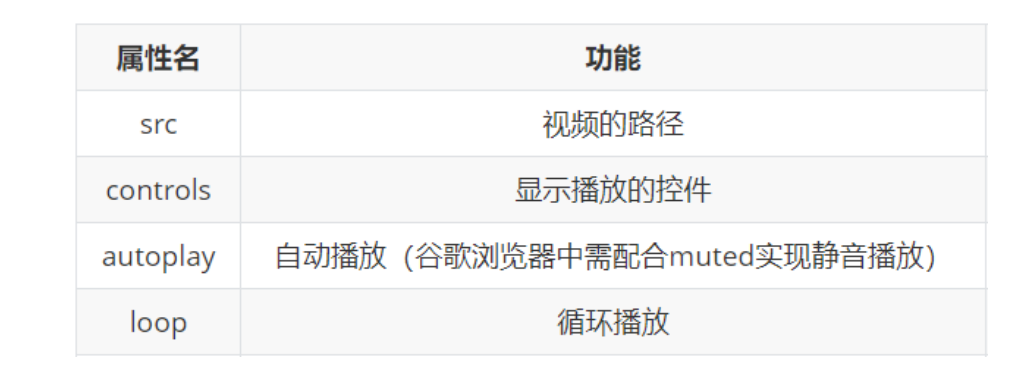 属性名 功能
src 视频的路径
controls 显示播放的控件
autoplay 自动播放（谷歌浏览器中需配合muted实现静音播放）
loop 循环播放